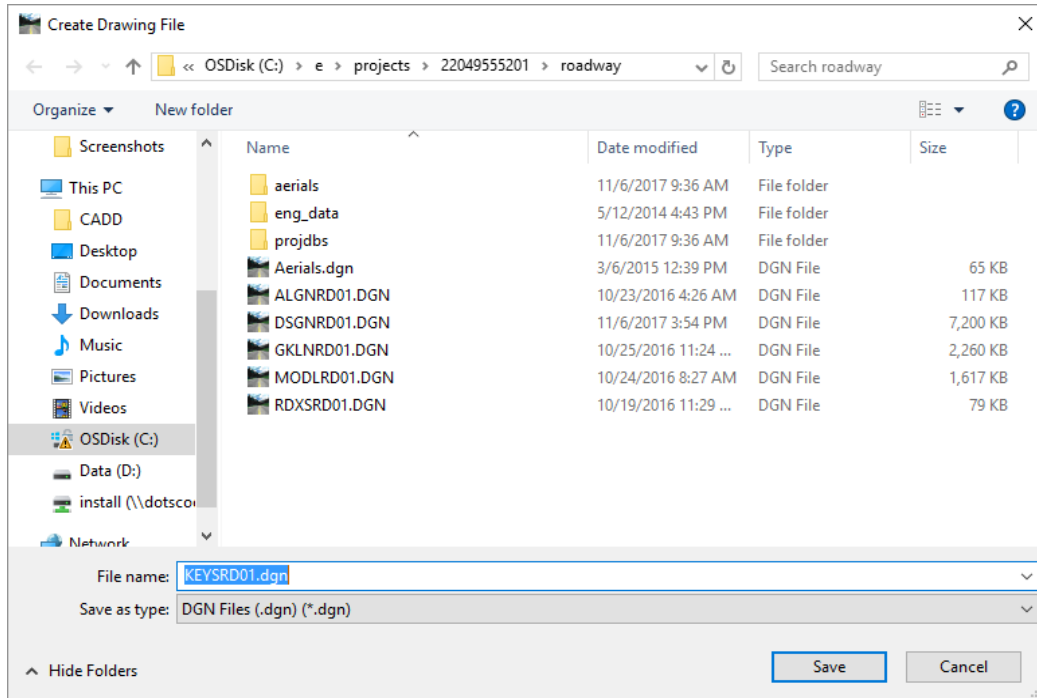 Create Drawing File
« OSDisk (C:) > e > projects > 22049555201 > roadway Search roadway
Organize New folder ?
Screenshots Name Date modified Type Size
This PC aerials 11/6/2017 9:36 AM File folder
CADD eng_data 5/12/2014 4:43 PM File folder
Desktop projdbs 11/6/2017 9:36 AM File folder
Documents Aerials.dgn 3/6/2015 12:39 PM DGN File 65 KB
Downloads ALGNRD01.DGN 10/23/2016 4:26 AM DGN File 117 KB
Music DSGNRD01.DGN 11/6/2017 3:54 PM DGN File 7,200 KB
Pictures GKLNRD01.DGN 10/25/2016 11:24 ... DGN File 2,260 KB
Videos MODLRD01.DGN 10/24/2016 8:27 AM DGN File 1,617 KB
OSDisk (C:) RDXSRD01.DGN 10/19/2016 11:29 ... DGN File 79 KB
Data (D:)
install (\\dotsco
Network
File name: KEYSRD01.dgn
Save as type: DGN Files (.dgn) (*.dgn)
Hide Folders Save Cancel